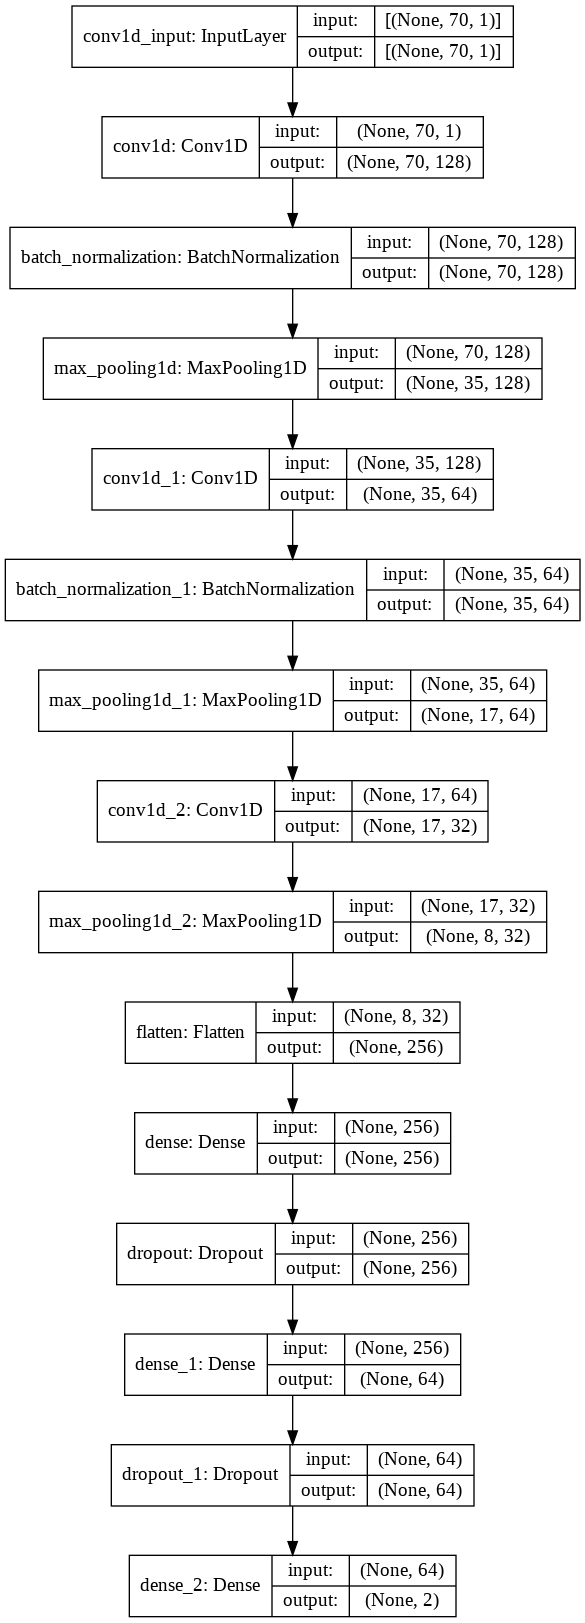 conv1d_input: InputLayer
input: [(None, 70, 1)]
output: [(None, 70, 1)]
conv1d: Conv1D
input: (None, 70, 1)
output: (None, 70, 128)
batch_normalization: BatchNormalization
input: (None, 70, 128)
output: (None, 70, 128)
max_pooling1d: MaxPooling1D
input: (None, 70, 128)
output: (None, 35, 128)
conv1d_1: Conv1D
input: (None, 35, 128)
output: (None, 35, 64)
batch_normalization_1: BatchNormalization
input: (None, 35, 64)
output: (None, 35, 64)
max_pooling1d_1: MaxPooling1D
input: (None, 35, 64)
output: (None, 17, 64)
conv1d_2: Conv1D
input: (None, 17, 64)
output: (None, 17, 32)
max_pooling1d_2: MaxPooling1D
input: (None, 17, 32)
output: (None, 8, 32)
flatten: Flatten
input: (None, 8, 32)
output: (None, 256)
dense: Dense
input: (None, 256)
output: (None, 256)
dropout: Dropout
input: (None, 256)
output: (None, 256)
dense_1: Dense
input: (None, 256)
output: (None, 64)
dropout_1: Dropout
input: (None, 64)
output: (None, 64)
dense_2: Dense
input: (None, 64)
output: (None, 2)